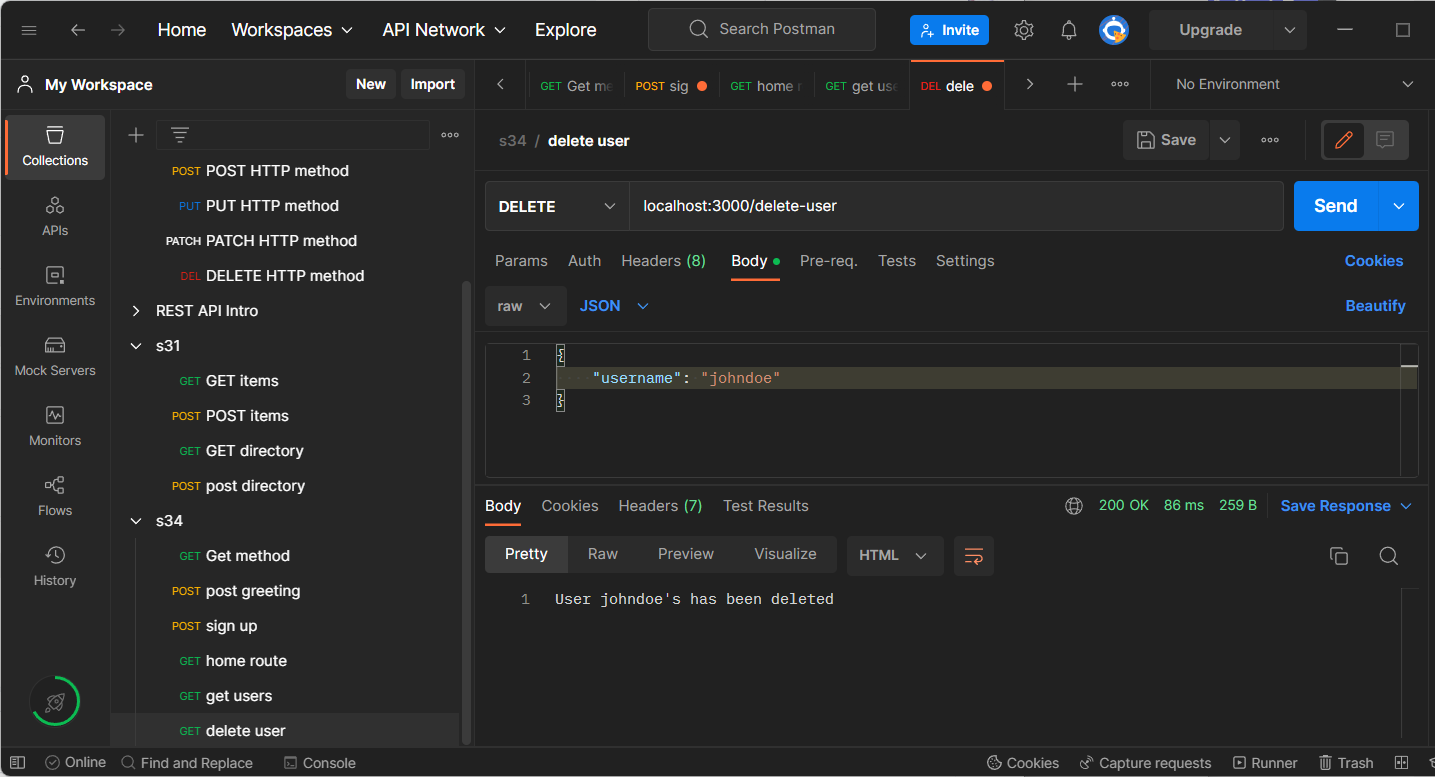 Home Workspaces API Network Explore Search Postman Invite Upgrade
My Workspace New Import GET Get me POST sig GET home r GET get use DEL dele No Environment
Collections
APIs
Environments
Mock Servers
Monitors
Flows
History
POST POST HTTP method
PUT PUT HTTP method
PATCH PATCH HTTP method
DEL DELETE HTTP method
REST API Intro
s31
GET GET items
POST POST items
GET GET directory
POST post directory
s34
GET Get method
POST post greeting
POST sign up
GET home route
GET get users
GET delete user
s34 / delete user Save
DELETE localhost:3000/delete-user Send
Params Auth Headers (8) Body Pre-req. Tests Settings Cookies
raw JSON Beautify
1 {
2 "username": "johndoe"
3 }
Body Cookies Headers (7) Test Results 200 OK 86 ms 259 B Save Response
Pretty Raw Preview Visualize HTML
1 User johndoe's has been deleted
Online Find and Replace Console Cookies Capture requests Runner Trash